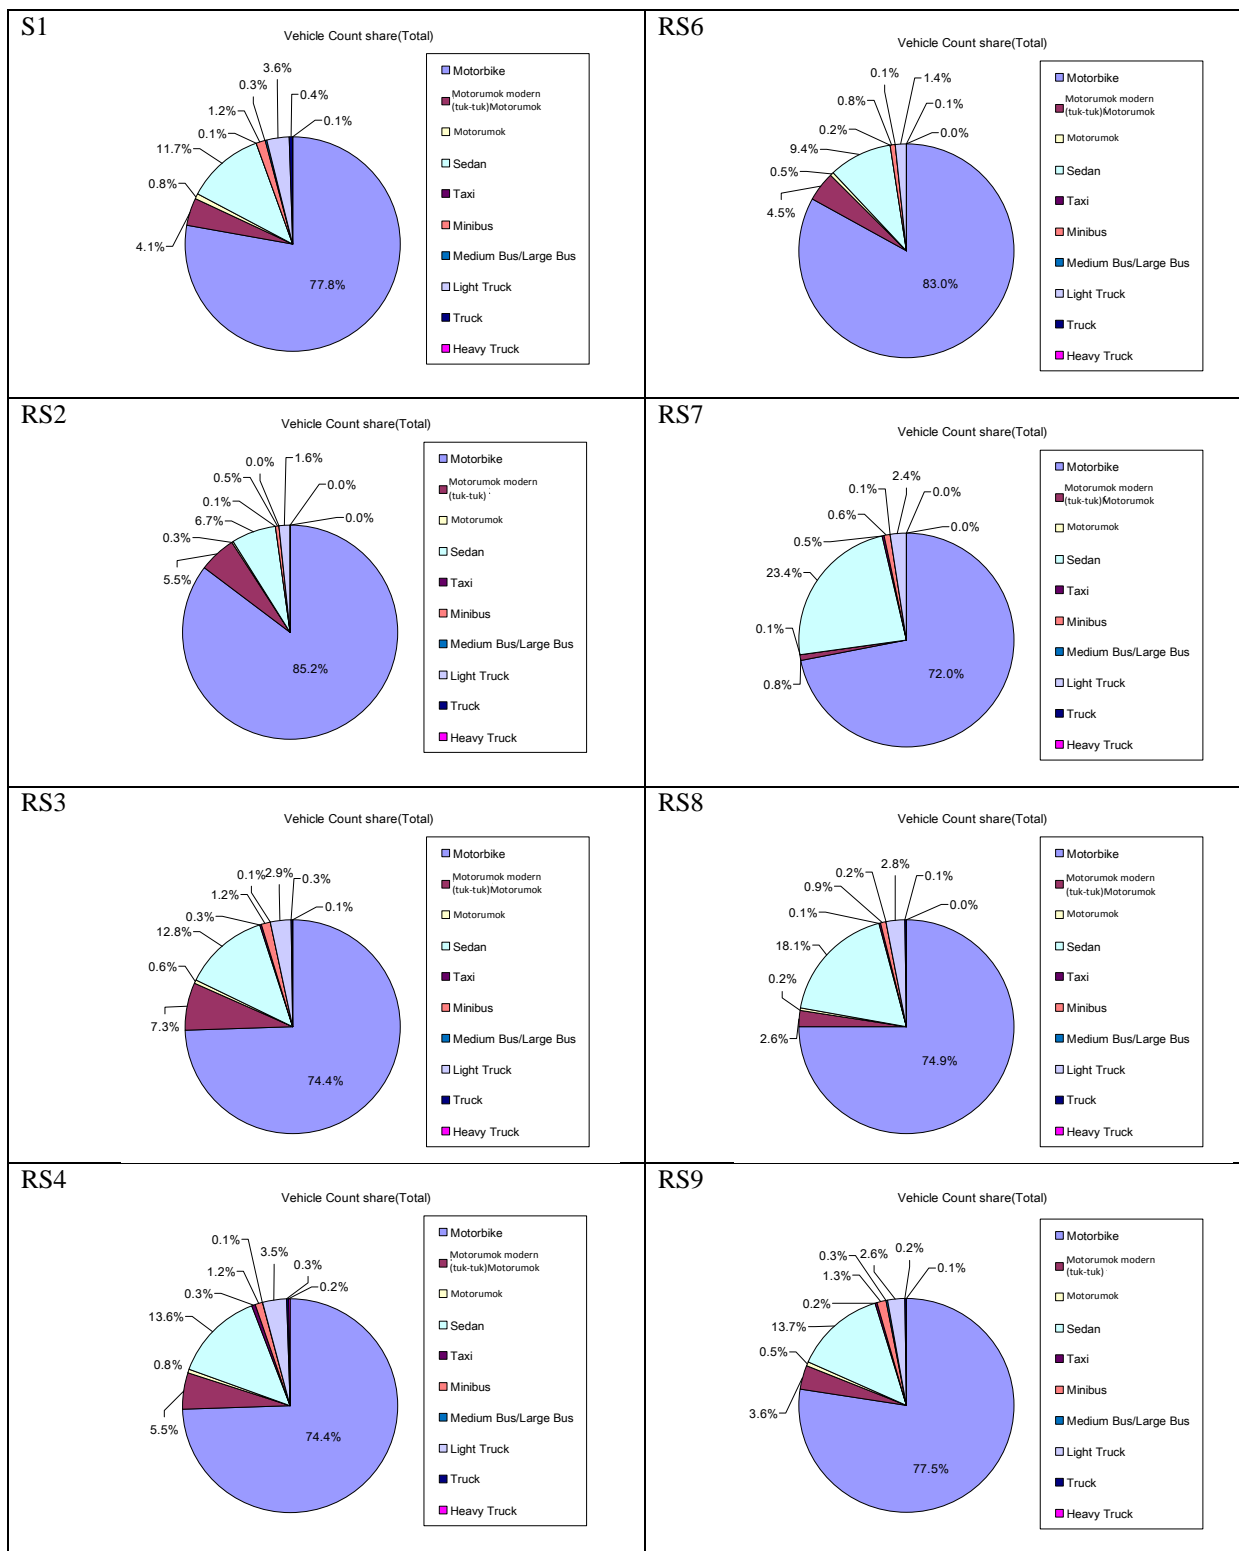 S1
Vehicle Count share(Total)
3.6%
0.3%
0.4%
1.2%
0.1%
0.1%
11.7%
0.8%
4.1%
77.8%
Motorbike
Motorumok modern
(tuk-tuk)Motorumok
Motorumok
Sedan
Taxi
Minibus
Medium Bus/Large Bus
Light Truck
Truck
Heavy Truck
RS6
Vehicle Count share(Total)
0.1%
1.4%
0.8%
0.1%
0.2%
0.0%
9.4%
0.5%
4.5%
83.0%
Motorbike
Motorumok modern
(tuk-tuk)Motorumok
Motorumok
Sedan
Taxi
Minibus
Medium Bus/Large Bus
Light Truck
Truck
Heavy Truck
RS2
Vehicle Count share(Total)
0.0%
1.6%
0.5%
0.0%
0.1%
0.0%
6.7%
0.3%
5.5%
85.2%
Motorbike
Motorumok modern
(tuk-tuk)
Motorumok
Sedan
Taxi
Minibus
Medium Bus/Large Bus
Light Truck
Truck
Heavy Truck
RS7
Vehicle Count share(Total)
2.4%
0.1%
0.0%
0.6%
0.0%
0.5%
23.4%
0.1%
0.8%
72.0%
Motorbike
Motorumok modern
(tuk-tuk)Motorumok
Motorumok
Sedan
Taxi
Minibus
Medium Bus/Large Bus
Light Truck
Truck
Heavy Truck
RS3
Vehicle Count share(Total)
0.1%
2.9%
0.3%
1.2%
0.1%
0.3%
12.8%
0.6%
7.3%
74.4%
Motorbike
Motorumok modern
(tuk-tuk)Motorumok
Motorumok
Sedan
Taxi
Minibus
Medium Bus/Large Bus
Light Truck
Truck
Heavy Truck
RS8
Vehicle Count share(Total)
2.8%
0.2%
0.1%
0.9%
0.0%
0.1%
18.1%
0.2%
2.6%
74.9%
Motorbike
Motorumok modern
(tuk-tuk)Motorumok
Motorumok
Sedan
Taxi
Minibus
Medium Bus/Large Bus
Light Truck
Truck
Heavy Truck
RS4
Vehicle Count share(Total)
0.1%
3.5%
0.3%
1.2%
0.2%
0.3%
13.6%
0.8%
5.5%
74.4%
Motorbike
Motorumok modern
(tuk-tuk)Motorumok
Motorumok
Sedan
Taxi
Minibus
Medium Bus/Large Bus
Light Truck
Truck
Heavy Truck
RS9
Vehicle Count share(Total)
0.3%
2.6%
0.2%
1.3%
0.1%
0.2%
13.7%
0.5%
3.6%
77.5%
Motorbike
Motorumok modern
(tuk-tuk)
Motorumok
Sedan
Taxi
Minibus
Medium Bus/Large Bus
Light Truck
Truck
Heavy Truck